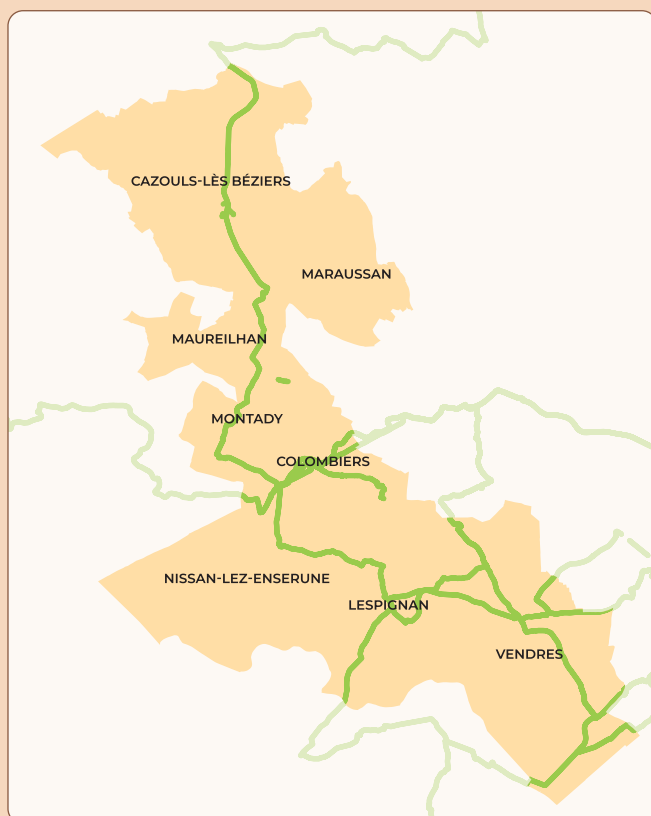 CAZOULS-LÈS BÉZIERS
MARAUSSAN
MAUREILHAN
MONTADY
COLOMBIERS
NISSAN-LEZ-ENSERUNE
LESPIGNAN
VENDRES